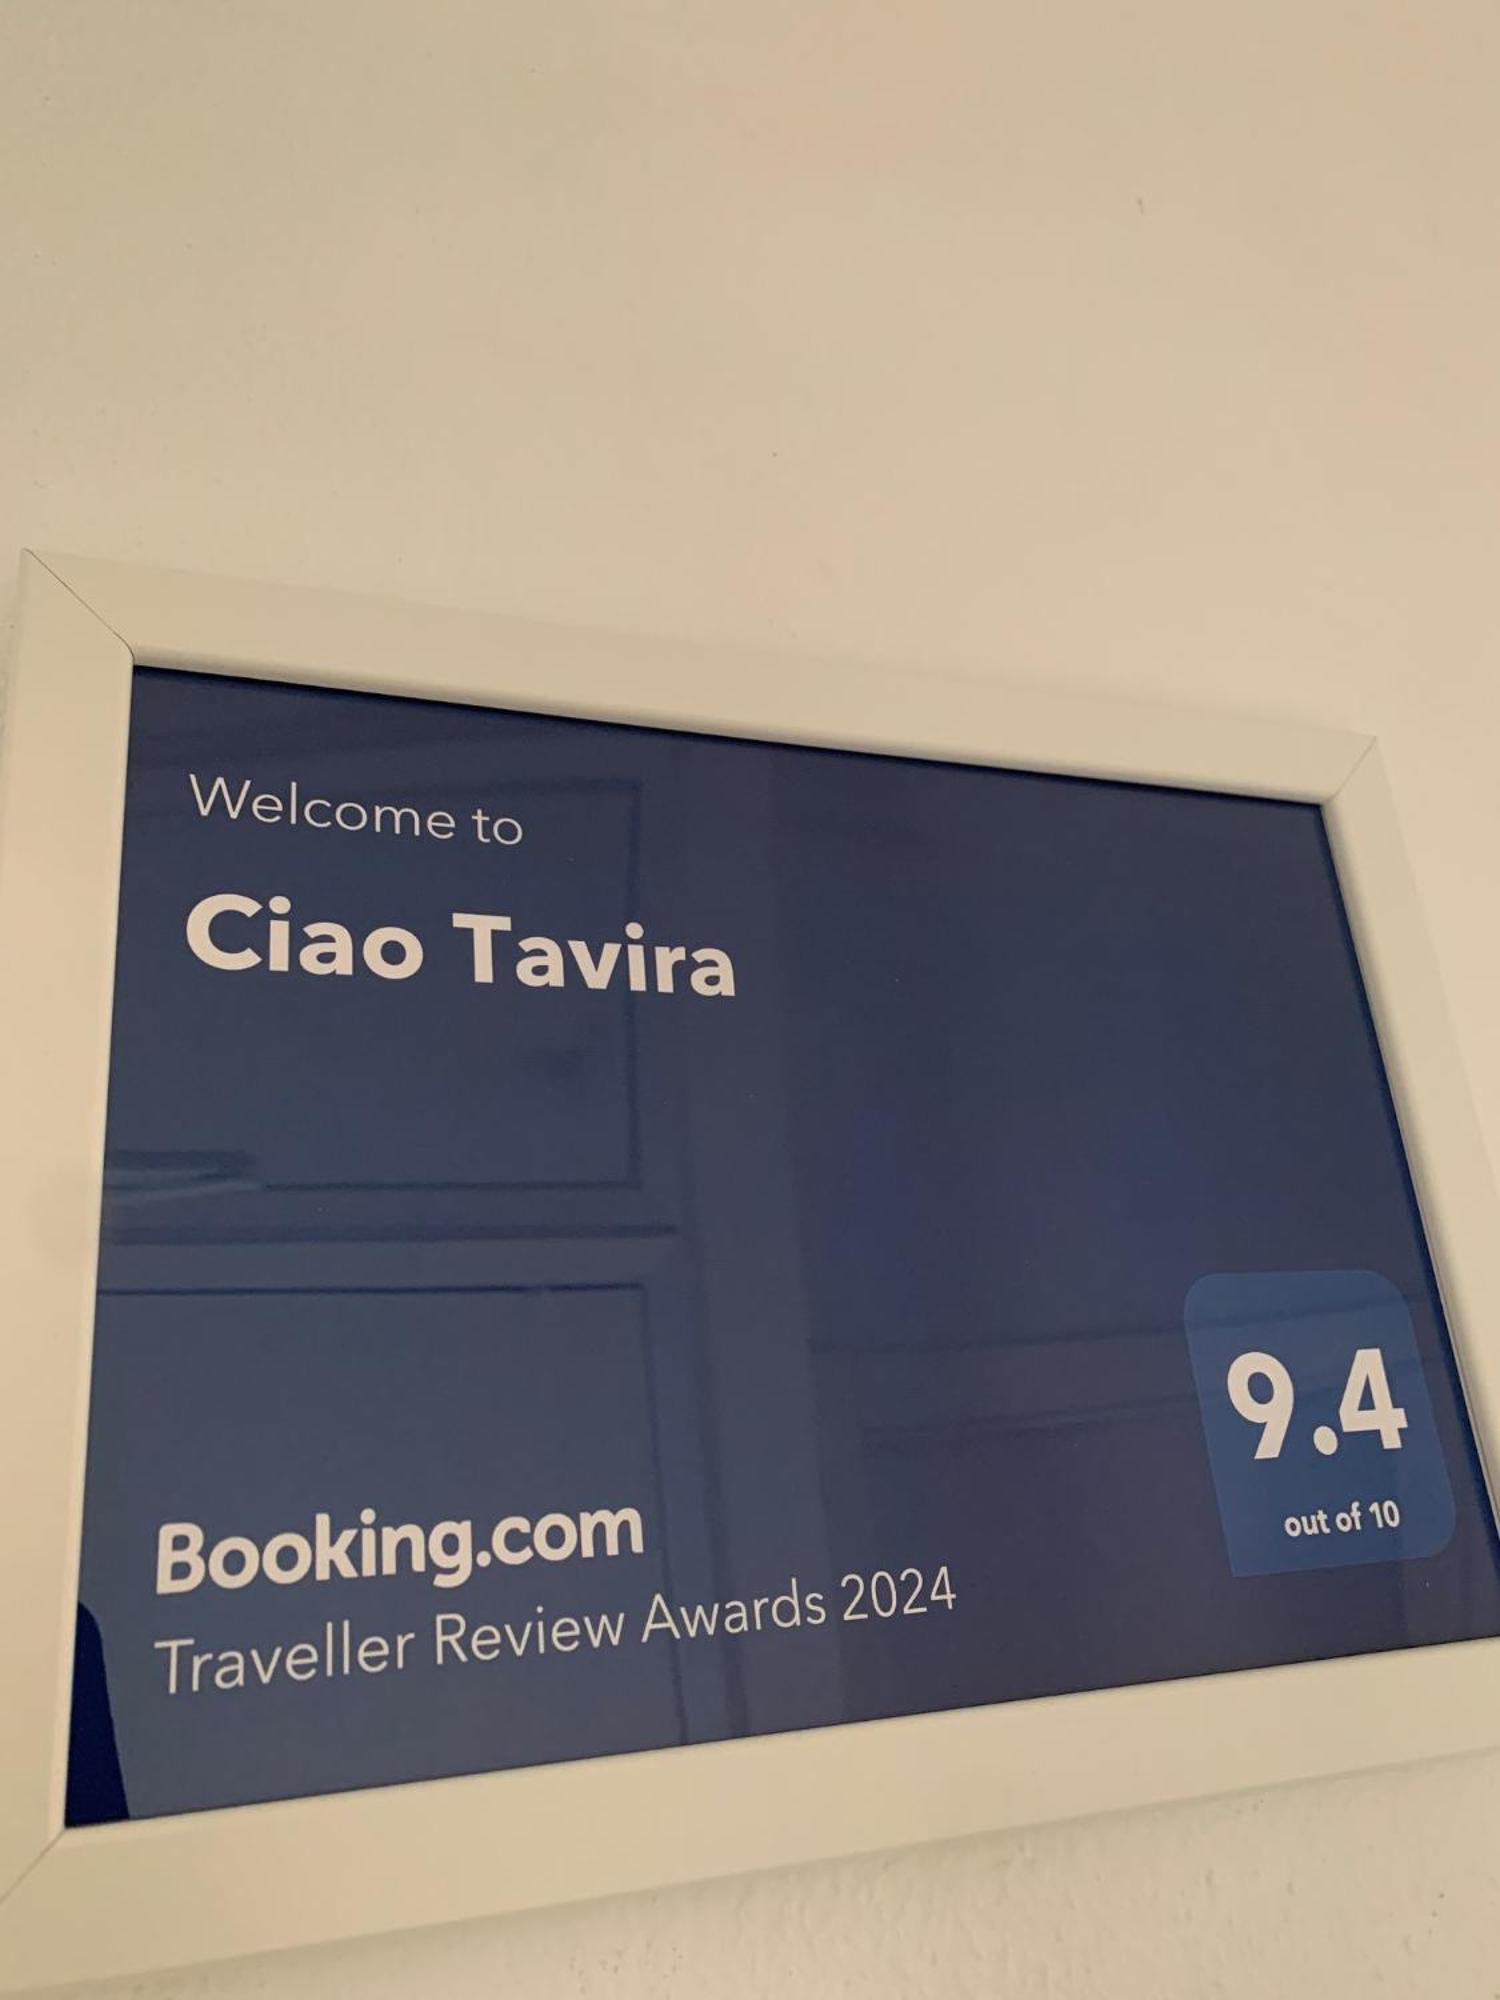 Welcome to
Ciao Tavira
9.4
out of 10
Booking.com
Traveller Review Awards 2024